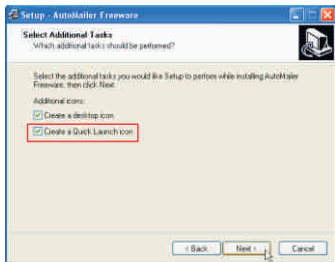 Setup - AutoMailer Freeware
Select Additional Tasks
Which additional tasks should be performed?
Select the additional tasks you would like Setup to perform while installing AutoMailer
Freeware, then click Next.
Additional icons:
Create a desktop icon
Create a Quick Launch icon
< Back
Next >
Cancel